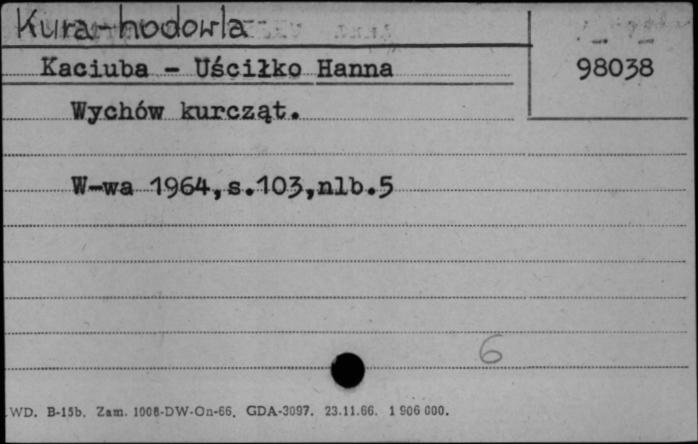 Kura-hodowla
Kaciuba - Uściłko Hanna
98038
Wychów kurcząt.
W-wa 1964,s.103,nlb.5
6
WD. B-15b. Zam. 1008-DW-On-66. GDA-3097. 23.11.66. 1 906 000.